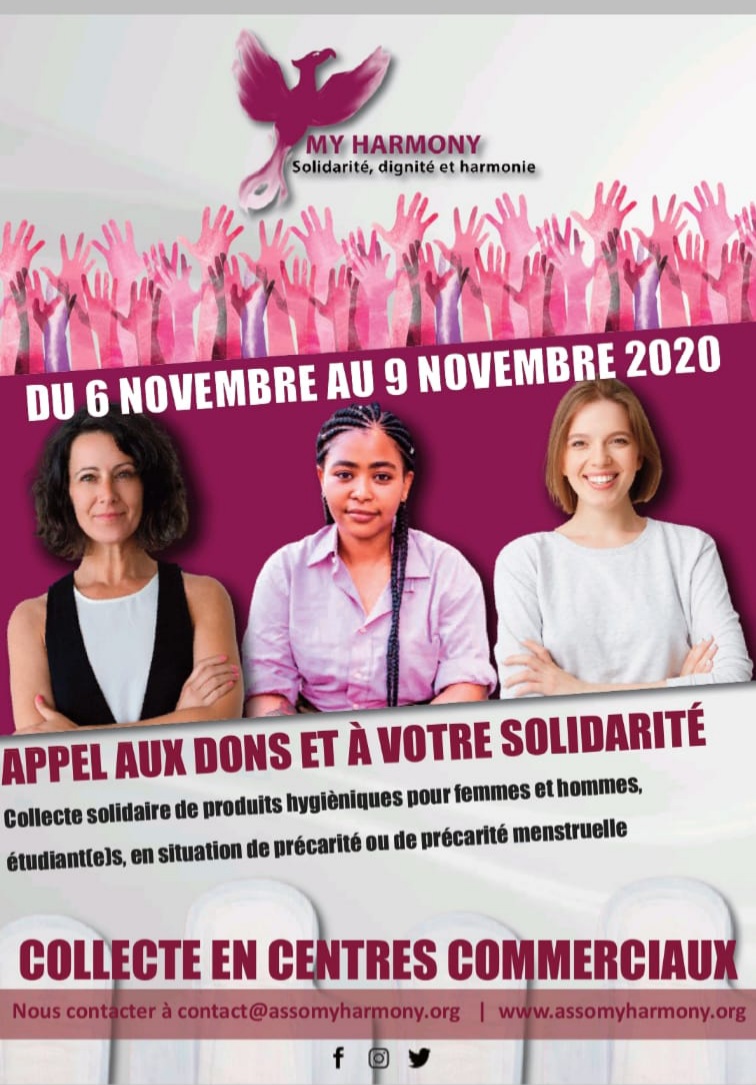 MY HARMONY
Solidarité, dignité et harmonie
DU 6 NOVEMBRE AU 9 NOVEMBRE 2020
APPEL AUX DONS ET À VOTRE SOLIDARITÉ
Collecte solidaire de produits hygièniques pour femmes et hommes,
étudiant(e)s, en situation de précarité ou de précarité menstruelle
COLLECTE EN CENTRES COMMERCIAUX
Nous contacter à contact@assomyharmony.org | www.assomyharmony.org